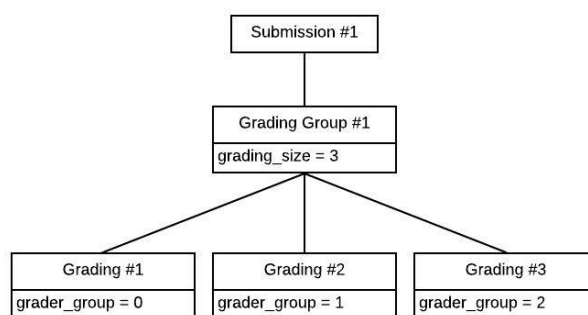 Submission #1
Grading Group #1
grading_size = 3
Grading #1
grader_group = 0
Grading #2
grader_group = 1
Grading #3
grader_group = 2